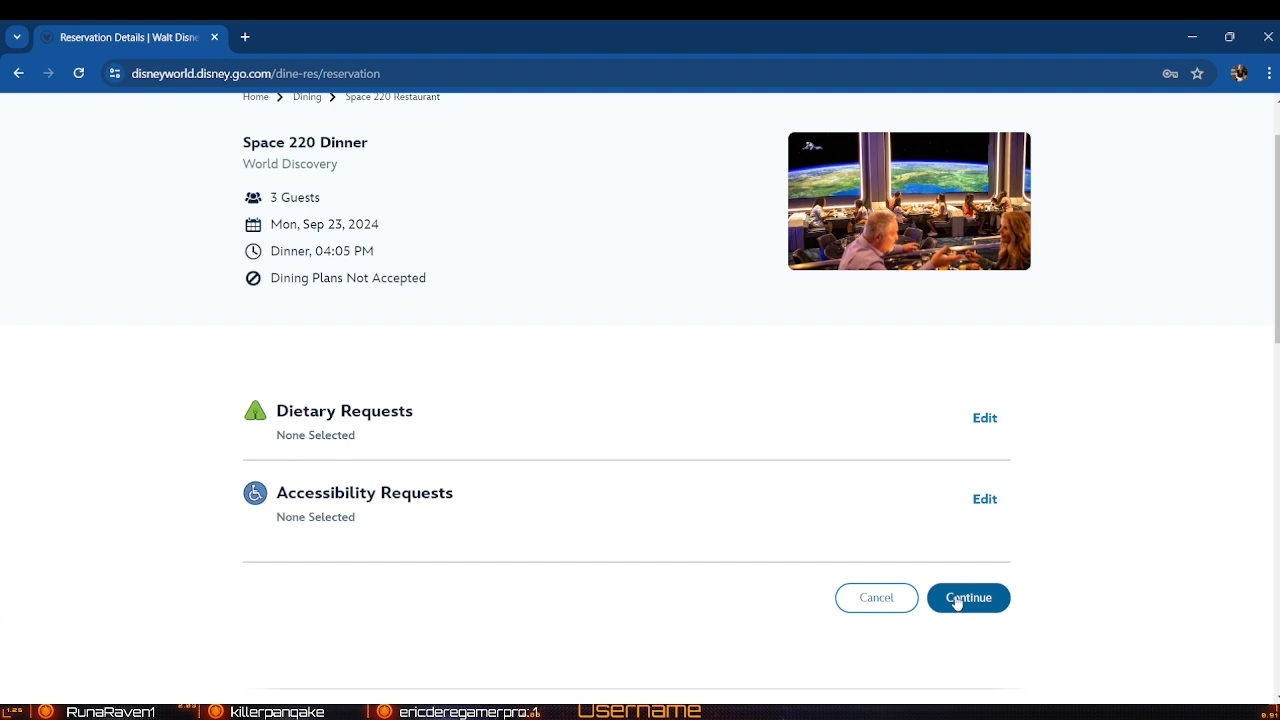 Reservation Details | Walt Disne
disneyworld.disney.go.com/dine-res/reservation
Home Dining Space 220 Restaurant
Space 220 Dinner
World Discovery
3 Guests
Mon, Sep 23, 2024
Dinner, 04:05 PM
Dining Plans Not Accepted
Dietary Requests
None Selected
Edit
Accessibility Requests
None Selected
Edit
Cancel
Continue
RunaRaven1 killerpangake ericderegamerpro:1 Username